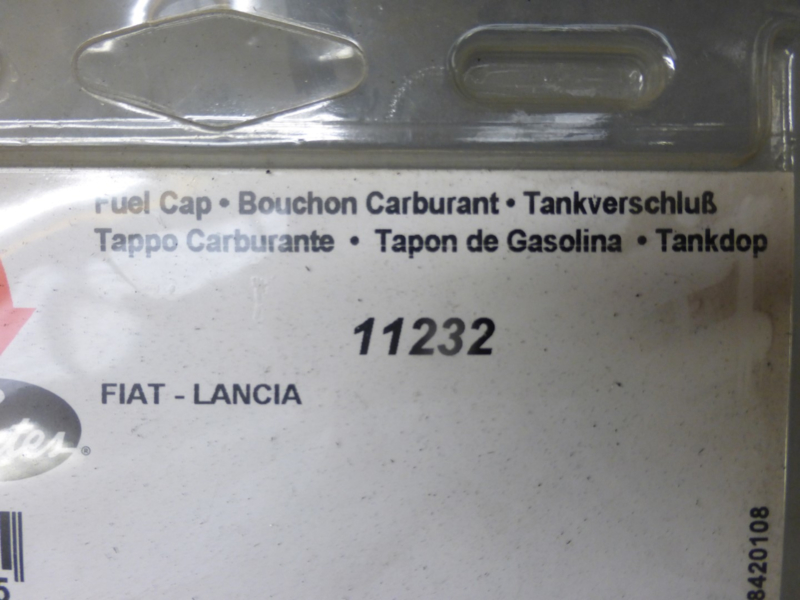 Fuel Cap • Bouchon Carburant • Tankverschluß
Tappo Carburante • Tapon de Gasolina • Tankdop
11232
FIAT - LANCIA
®
8420108